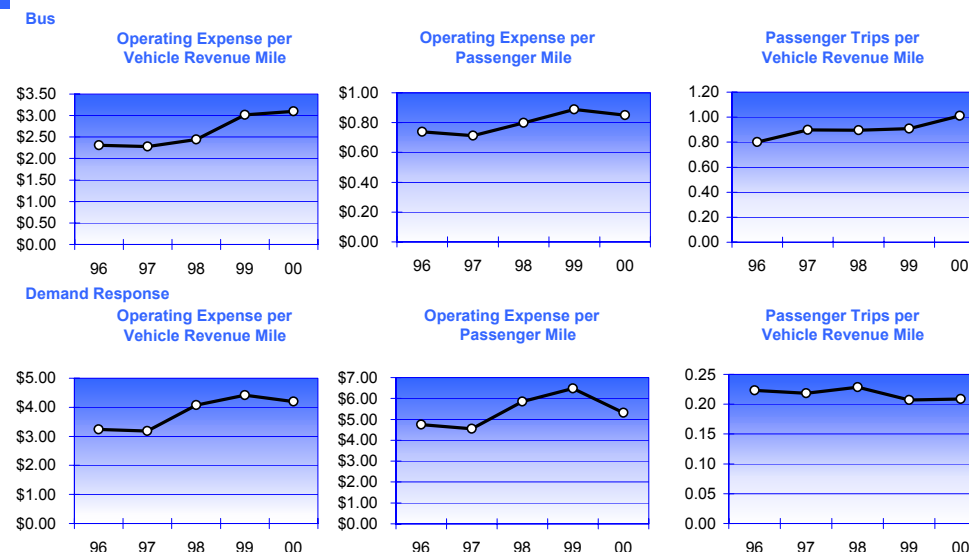 Bus
Operating Expense per
Vehicle Revenue Mile
$3.50
$3.00
$2.50
$2.00
$1.50
$1.00
$0.50
$0.00
96 97 98 99 00
Operating Expense per
Passenger Mile
$1.00
$0.80
$0.60
$0.40
$0.20
$0.00
96 97 98 99 00
Passenger Trips per
Vehicle Revenue Mile
1.20
1.00
0.80
0.60
0.40
0.20
0.00
96 97 98 99 00
Demand Response
Operating Expense per
Vehicle Revenue Mile
$5.00
$4.00
$3.00
$2.00
$1.00
$0.00
96 97 98 99 00
Operating Expense per
Passenger Mile
$7.00
$6.00
$5.00
$4.00
$3.00
$2.00
$1.00
$0.00
96 97 98 99 00
Passenger Trips per
Vehicle Revenue Mile
0.25
0.20
0.15
0.10
0.05
0.00
96 97 98 99 00